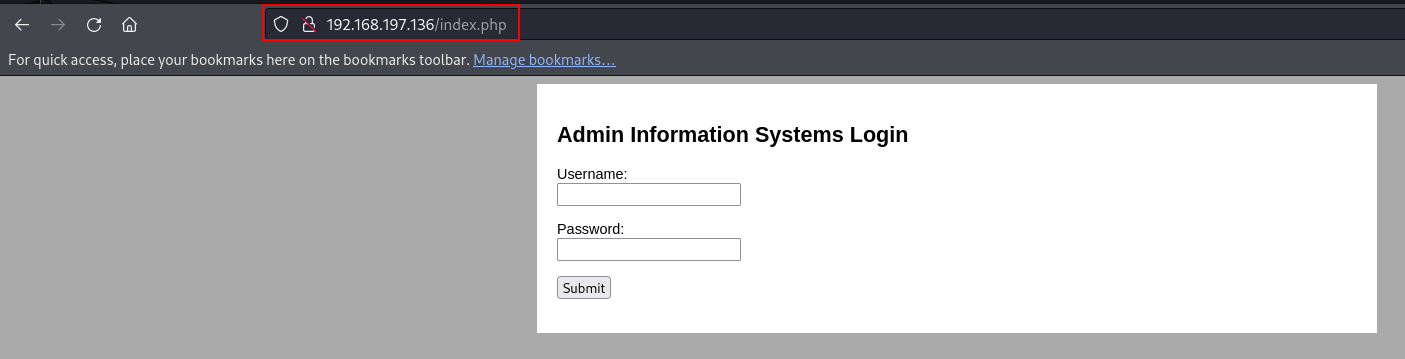 192.168.197.136/index.php
For quick access, place your bookmarks here on the bookmarks toolbar. Manage bookmarks...
Admin Information Systems Login
Username:
Password:
Submit